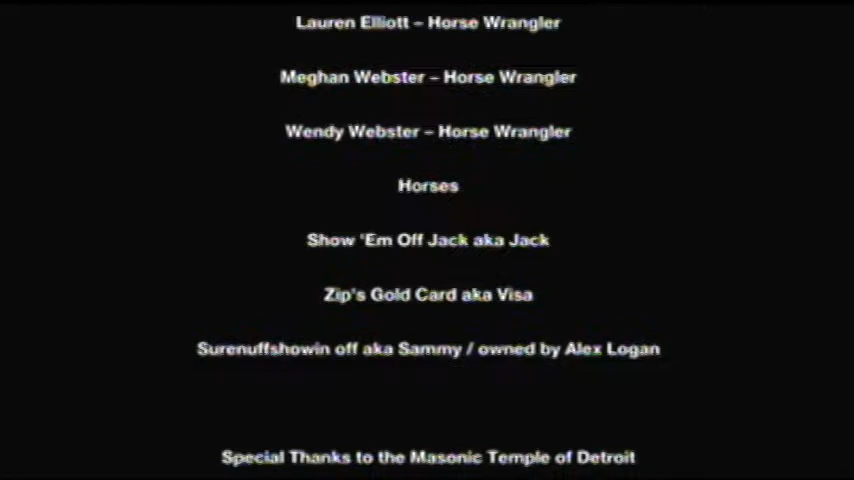 Lauren Elliott – Horse Wrangler
Meghan Webster – Horse Wrangler
Wendy Webster – Horse Wrangler
Horses
Show 'Em Off Jack aka Jack
Zip's Gold Card aka Visa
Surenuffshowin off aka Sammy / owned by Alex Logan
Special Thanks to the Masonic Temple of Detroit